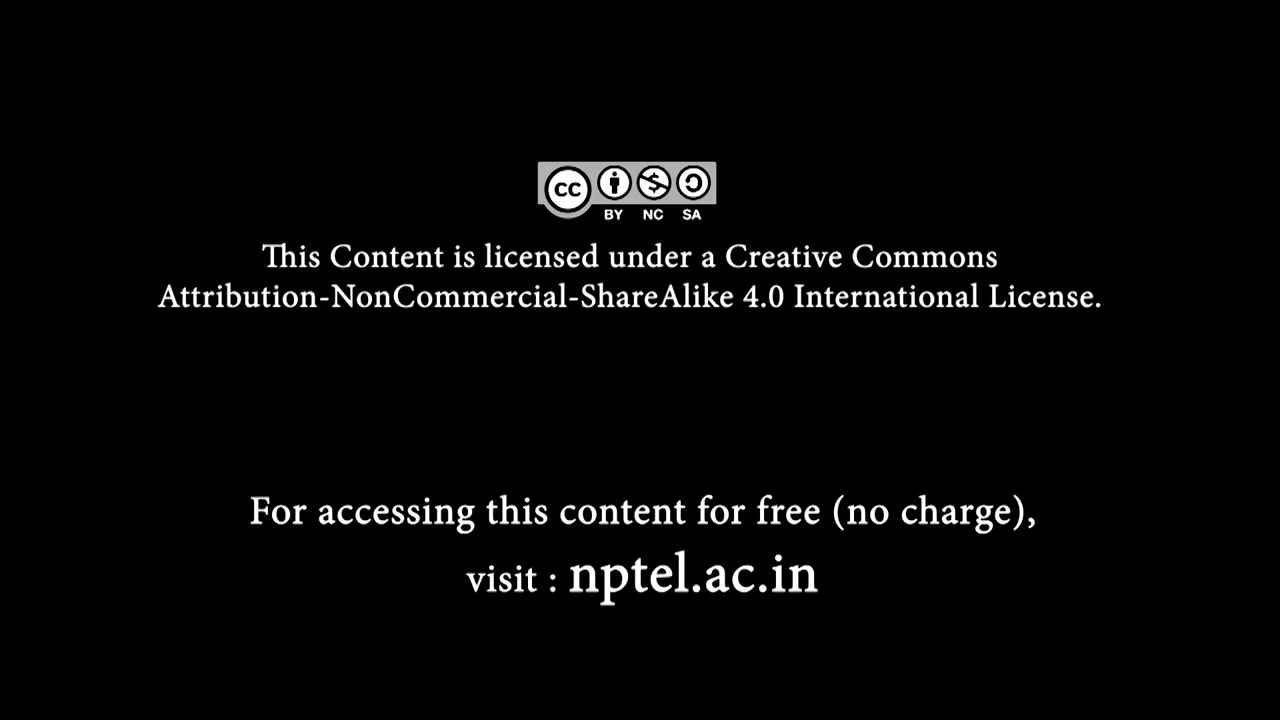 cc
BY NC SA
This Content is licensed under a Creative Commons
Attribution-NonCommercial-ShareAlike 4.0 International License.
For accessing this content for free (no charge),
visit : nptel.ac.in